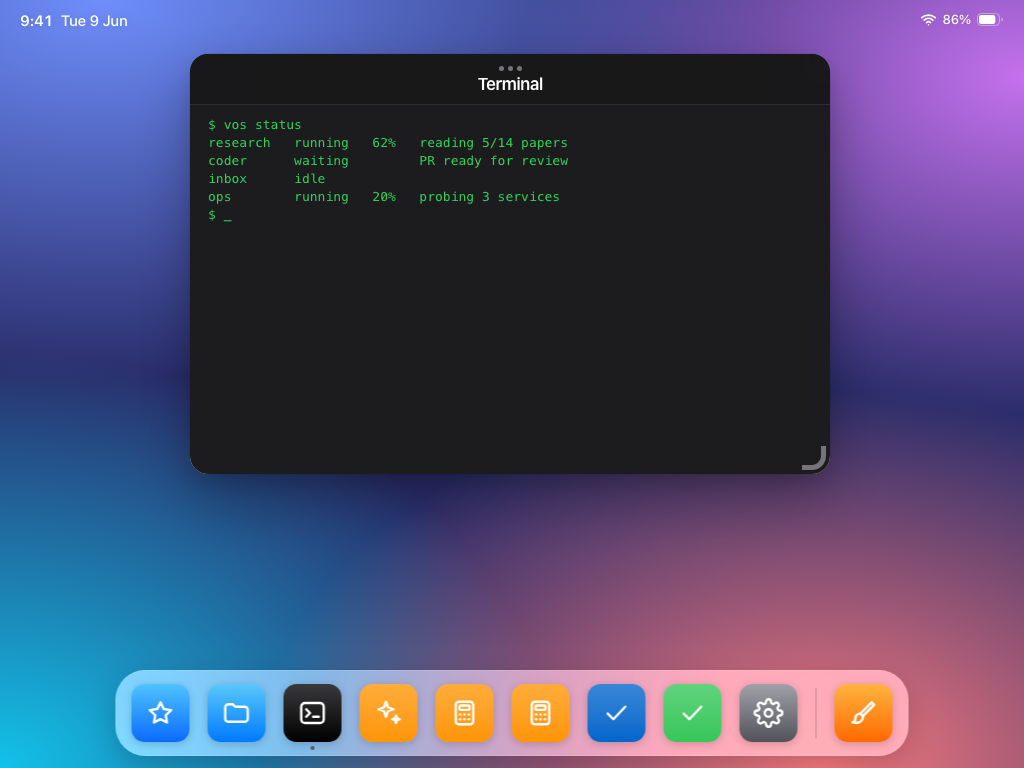 9:41 Tue 9 Jun
86%
Terminal
$ vos status
research   running   62%   reading 5/14 papers
coder      waiting         PR ready for review
inbox      idle
ops        running   20%   probing 3 services
$ _